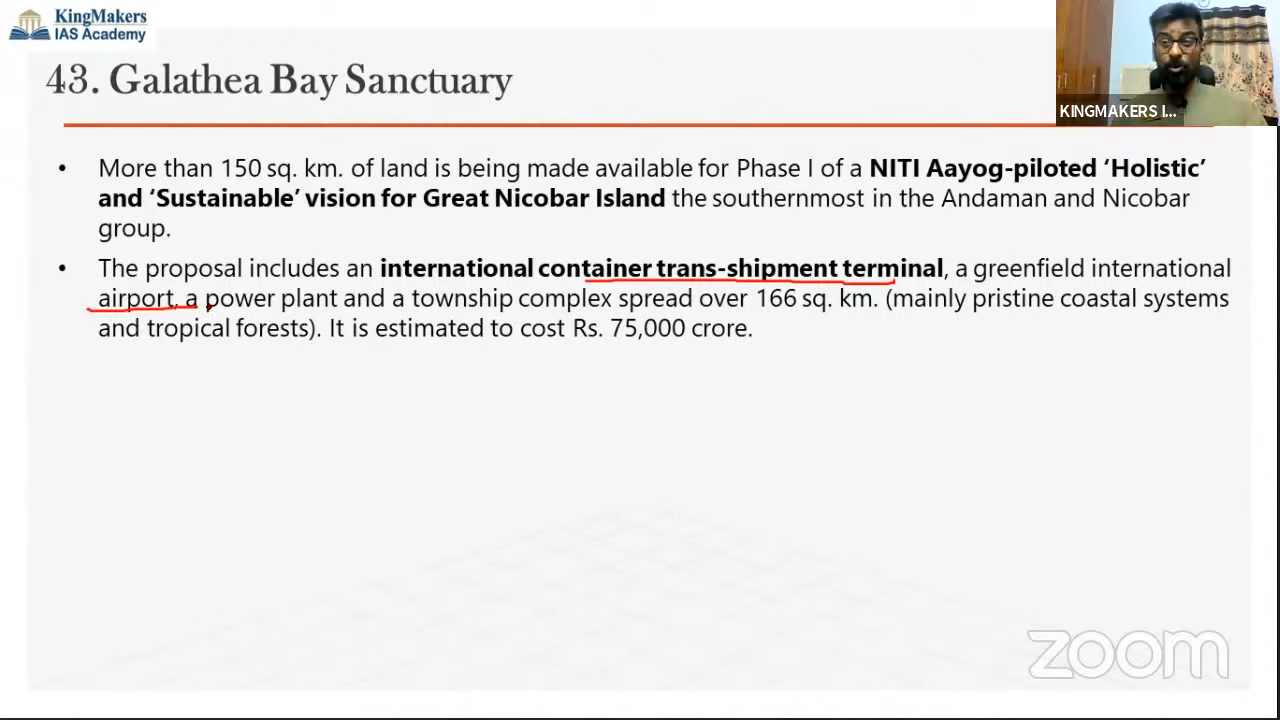 KingMakers
IAS Academy
43. Galathea Bay Sanctuary
KINGMAKERS I...
• More than 150 sq. km. of land is being made available for Phase I of a NITI Aayog-piloted ‘Holistic’
and ‘Sustainable’ vision for Great Nicobar Island the southernmost in the Andaman and Nicobar
group.
• The proposal includes an international container trans-shipment terminal, a greenfield international
airport, a power plant and a township complex spread over 166 sq. km. (mainly pristine coastal systems
and tropical forests). It is estimated to cost Rs. 75,000 crore.
zoom